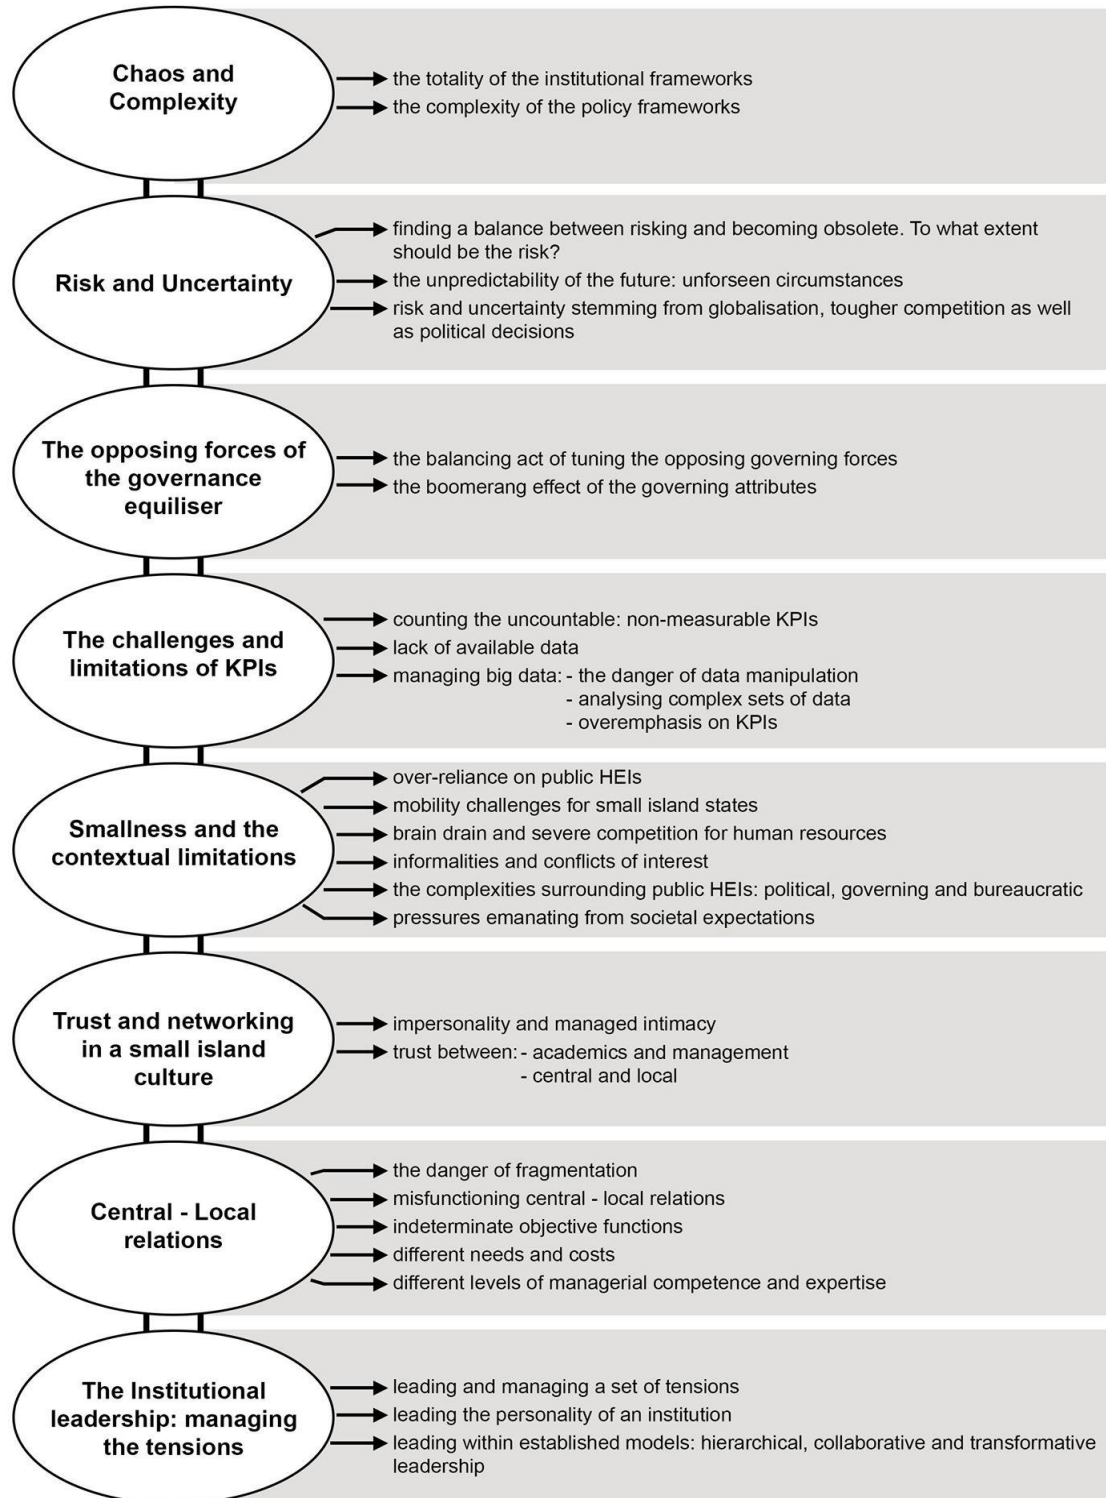 Chaos and
Complexity
the totality of the institutional frameworks
the complexity of the policy frameworks
Risk and Uncertainty
finding a balance between risking and becoming obsolete. To what extent
should be the risk?
the unpredictability of the future: unforseen circumstances
risk and uncertainty stemming from globalisation, tougher competition as well
as political decisions
The opposing forces of
the governance
equiliser
the balancing act of tuning the opposing governing forces
the boomerang effect of the governing attributes
The challenges and
limitations of KPIs
counting the uncountable: non-measurable KPIs
lack of available data
managing big data: - the danger of data manipulation
- analysing complex sets of data
- overemphasis on KPIs
Smallness and the
contextual limitations
over-reliance on public HEIs
mobility challenges for small island states
brain drain and severe competition for human resources
informalities and conflicts of interest
the complexities surrounding public HEIs: political, governing and bureaucratic
pressures emanating from societal expectations
Trust and networking
in a small island
culture
impersonality and managed intimacy
trust between: - academics and management
- central and local
Central - Local
relations
the danger of fragmentation
misfunctioning central - local relations
indeterminate objective functions
different needs and costs
different levels of managerial competence and expertise
The Institutional
leadership: managing
the tensions
leading and managing a set of tensions
leading the personality of an institution
leading within established models: hierarchical, collaborative and transformative
leadership